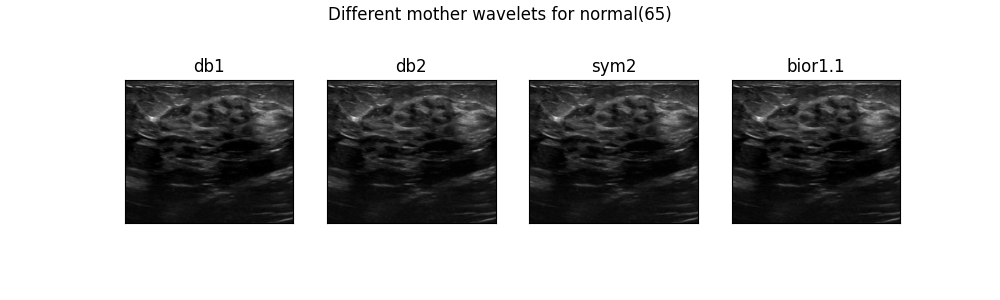 Different mother wavelets for normal(65)
db1
db2
sym2
bior1.1